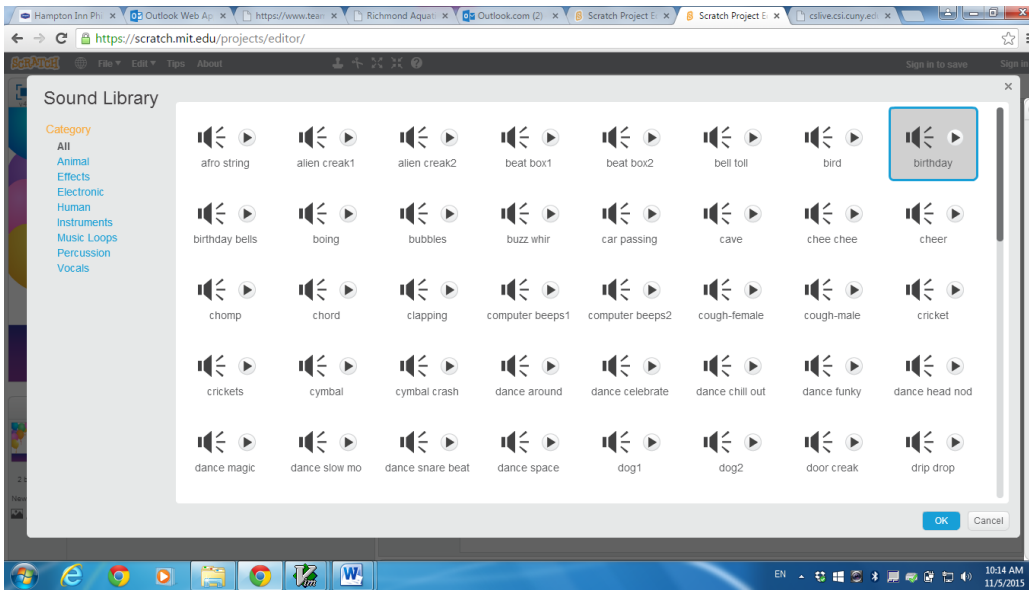 Hampton Inn Phi × Outlook Web Ap × https://www.tean × Richmond Aquati × Outlook.com (2) × Scratch Project E × Scratch Project E × cslive.csi.cuny.ed ×
https://scratch.mit.edu/projects/editor/
SCRATCH File Edit Tips About Sign in to save Sign in
Sound Library
Category
All
Animal
Effects
Electronic
Human
Instruments
Music Loops
Percussion
Vocals
afro string alien creak1 alien creak2 beat box1 beat box2 bell toll bird birthday
birthday bells boing bubbles buzz whir car passing cave chee chee cheer
chomp chord clapping computer beeps1 computer beeps2 cough-female cough-male cricket
crickets cymbal cymbal crash dance around dance celebrate dance chill out dance funky dance head nod
dance magic dance slow mo dance snare beat dance space dog1 dog2 door creak drip drop
OK Cancel
EN 10:14 AM
11/5/2015